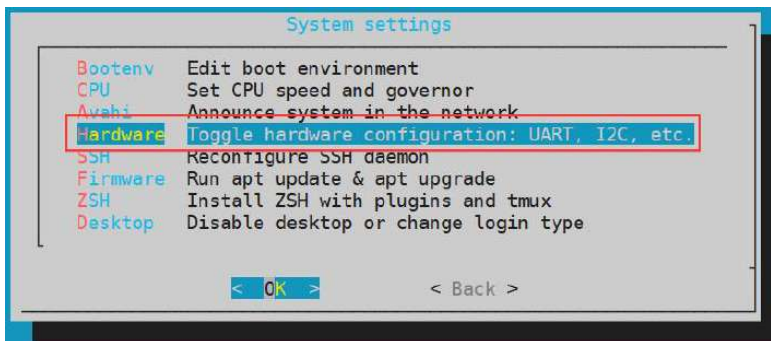 System settings
Bootenv Edit boot environment
CPU Set CPU speed and governor
Avahi Announce system in the network
Hardware Toggle hardware configuration: UART, I2C, etc.
SSH Reconfigure SSH daemon
Firmware Run apt update & apt upgrade
ZSH Install ZSH with plugins and tmux
Desktop Disable desktop or change login type
< OK > < Back >